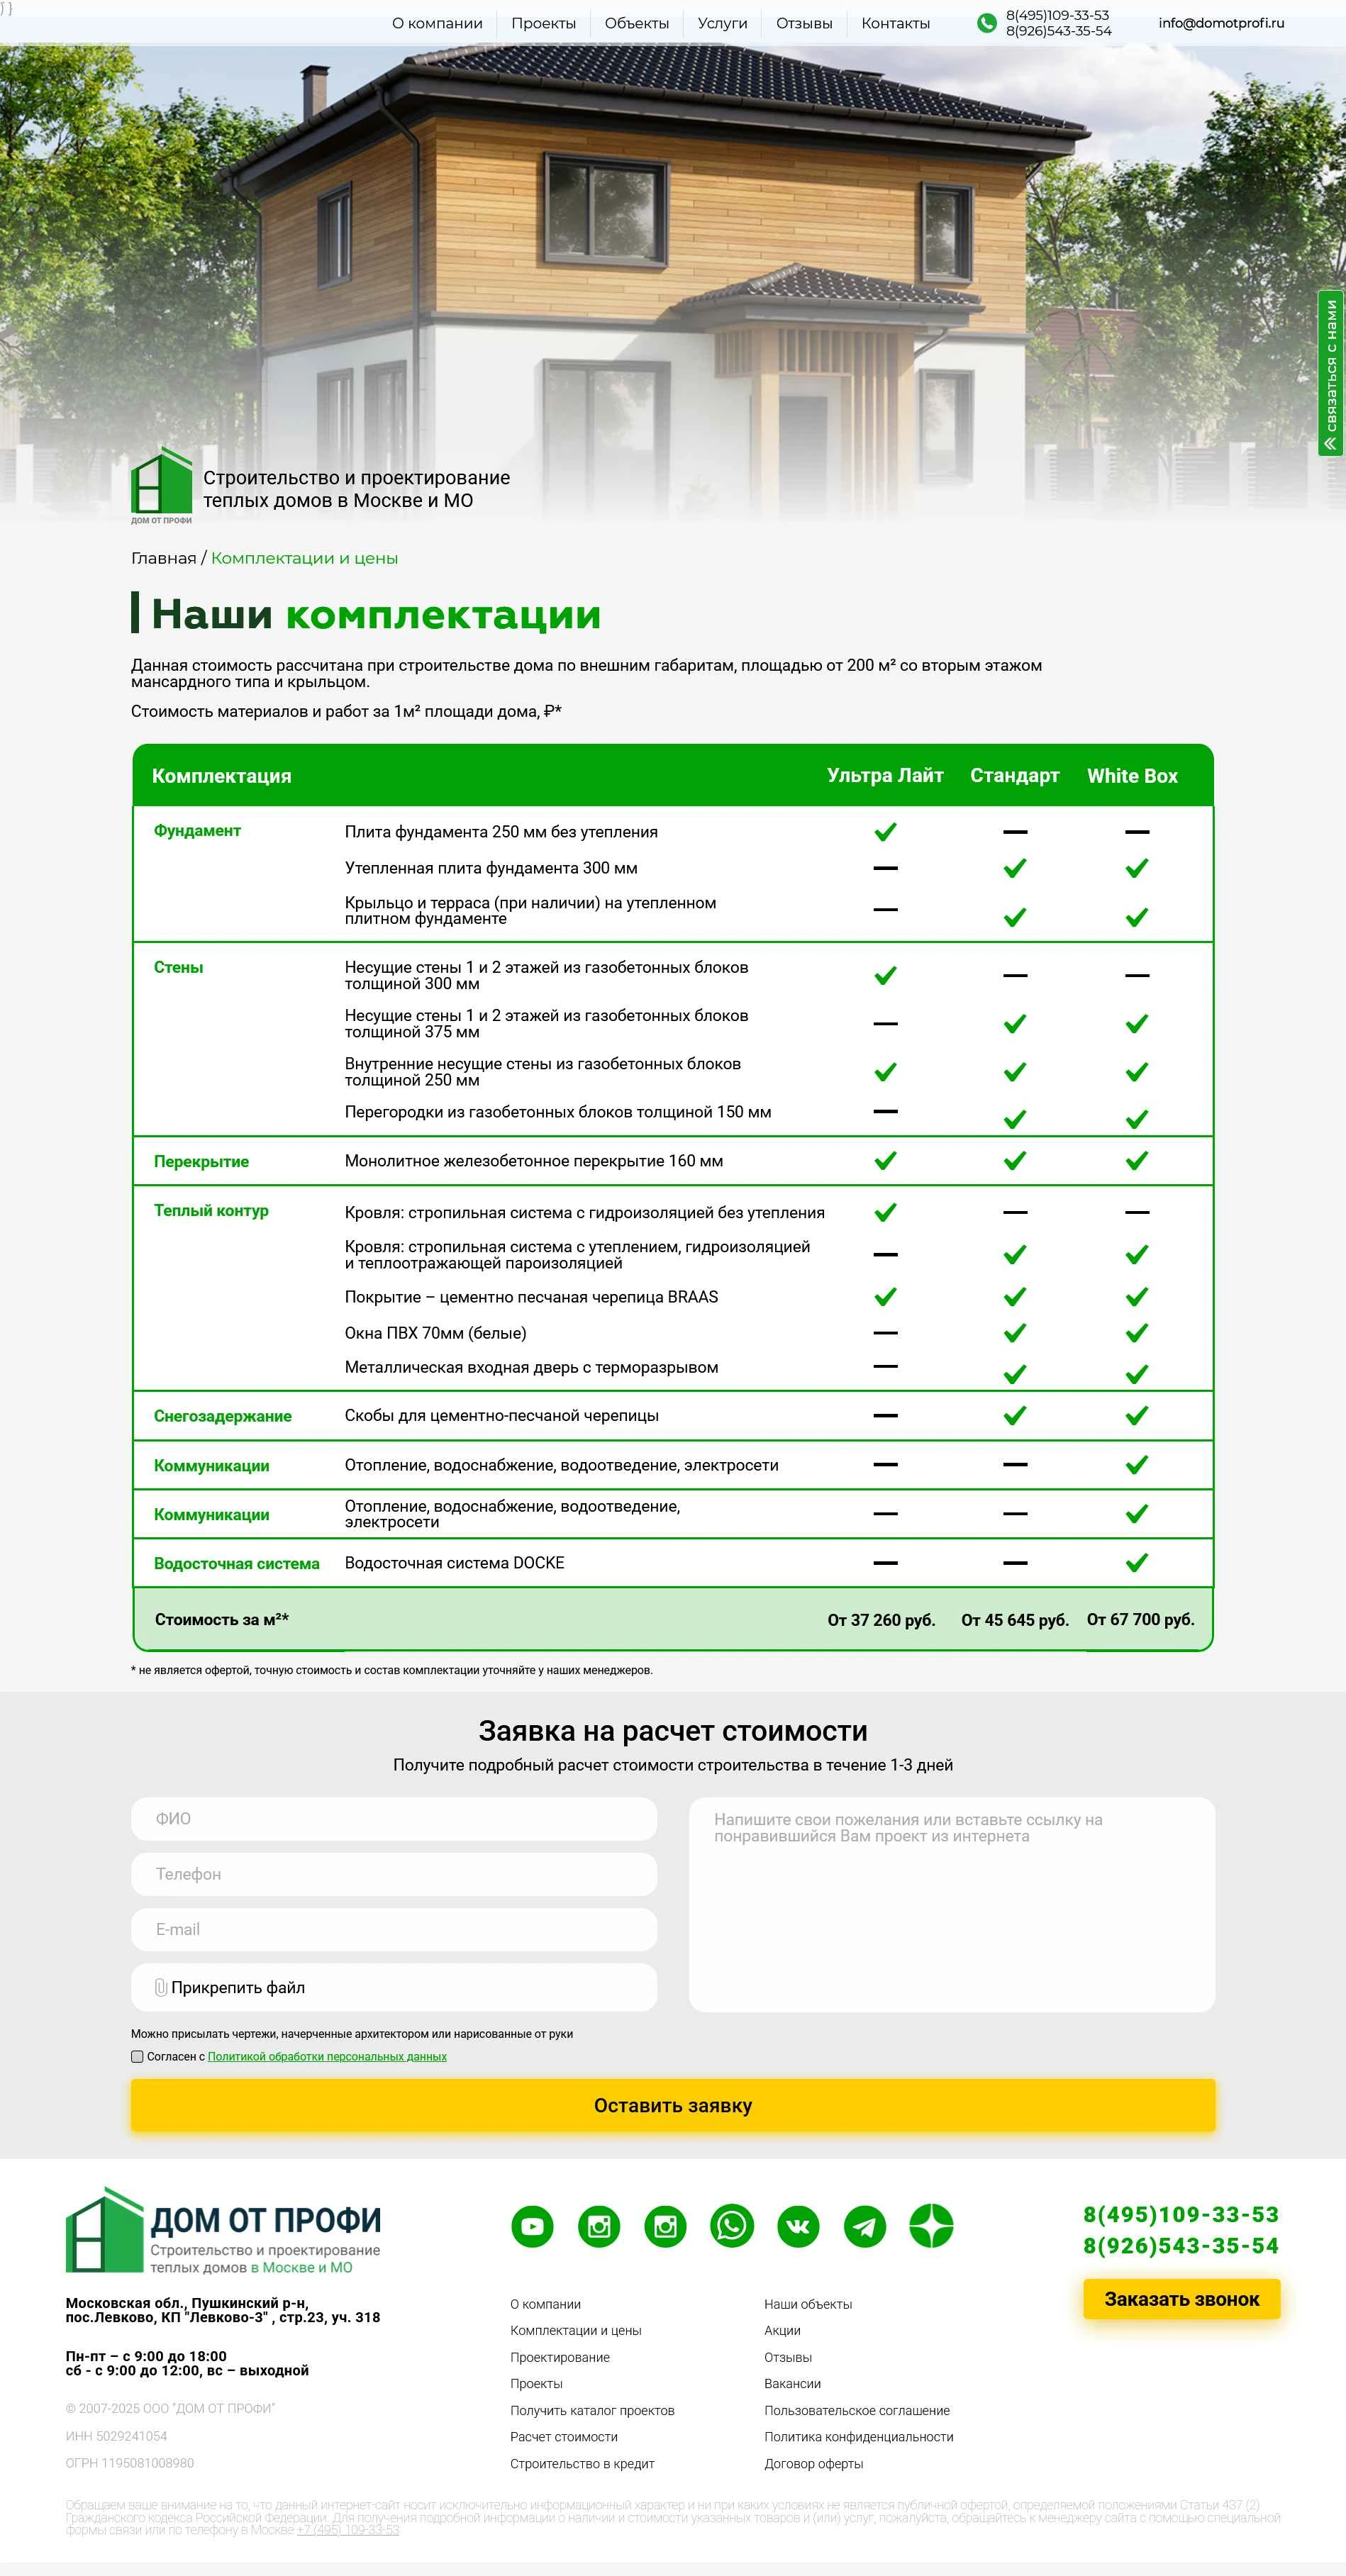 ) }
О компании
Проекты
Объекты
Услуги
Отзывы
Контакты
8(495)109-33-53
8(926)543-35-54
info@domotprofi.ru
связаться с нами
ДОМ ОТ ПРОФИ
Строительство и проектирование
теплых домов в Москве и МО
Главная / Комплектации и цены
Наши комплектации
Данная стоимость рассчитана при строительстве дома по внешним габаритам, площадью от 200 м² со вторым этажом
мансардного типа и крыльцом.
Стоимость материалов и работ за 1м² площади дома, ₽*
Комплектация Ультра Лайт Стандарт White Box
Фундамент Плита фундамента 250 мм без утепления
Утепленная плита фундамента 300 мм
Крыльцо и терраса (при наличии) на утепленном
плитном фундаменте
Стены Несущие стены 1 и 2 этажей из газобетонных блоков
толщиной 300 мм
Несущие стены 1 и 2 этажей из газобетонных блоков
толщиной 375 мм
Внутренние несущие стены из газобетонных блоков
толщиной 250 мм
Перегородки из газобетонных блоков толщиной 150 мм
Перекрытие Монолитное железобетонное перекрытие 160 мм
Теплый контур Кровля: стропильная система с гидроизоляцией без утепления
Кровля: стропильная система с утеплением, гидроизоляцией
и теплоотражающей пароизоляцией
Покрытие – цементно песчаная черепица BRAAS
Окна ПВХ 70мм (белые)
Металлическая входная дверь с терморазрывом
Снегозадержание Скобы для цементно-песчаной черепицы
Коммуникации Отопление, водоснабжение, водоотведение, электросети
Коммуникации Отопление, водоснабжение, водоотведение,
электросети
Водосточная система Водосточная система DOCKE
Стоимость за м²* От 37 260 руб. От 45 645 руб. От 67 700 руб.
* не является офертой, точную стоимость и состав комплектации уточняйте у наших менеджеров.
Заявка на расчет стоимости
Получите подробный расчет стоимости строительства в течение 1-3 дней
ФИО
Телефон
E-mail
Прикрепить файл
Напишите свои пожелания или вставьте ссылку на
понравившийся Вам проект из интернета
Можно присылать чертежи, начерченные архитектором или нарисованные от руки
Согласен с Политикой обработки персональных данных
Оставить заявку
ДОМ ОТ ПРОФИ
Строительство и проектирование
теплых домов в Москве и МО
Московская обл., Пушкинский р-н,
пос.Левково, КП "Левково-3" , стр.23, уч. 318
Пн-пт – с 9:00 до 18:00
сб - с 9:00 до 12:00, вс – выходной
© 2007-2025 ООО “ДОМ ОТ ПРОФИ”
ИНН 5029241054
ОГРН 1195081008980
О компании
Комплектации и цены
Проектирование
Проекты
Получить каталог проектов
Расчет стоимости
Строительство в кредит
Наши объекты
Акции
Отзывы
Вакансии
Пользовательское соглашение
Политика конфиденциальности
Договор оферты
8(495)109-33-53
8(926)543-35-54
Заказать звонок
Обращаем ваше внимание на то, что данный интернет-сайт носит исключительно информационный характер и ни при каких условиях не является публичной офертой, определяемой положениями Статьи 437 (2)
Гражданского кодекса Российской Федерации. Для получения подробной информации о наличии и стоимости указанных товаров и (или) услуг, пожалуйста, обращайтесь к менеджеру сайта с помощью специальной
формы связи или по телефону в Москве +7 (495) 109-33-53